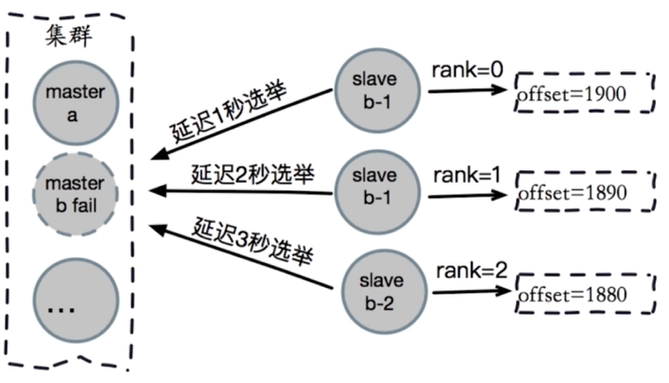 集群
master
a
master
b fail
...
延迟1秒选举
延迟2秒选举
延迟3秒选举
slave
b-1
rank=0
offset=1900
slave
b-1
rank=1
offset=1890
slave
b-2
rank=2
offset=1880